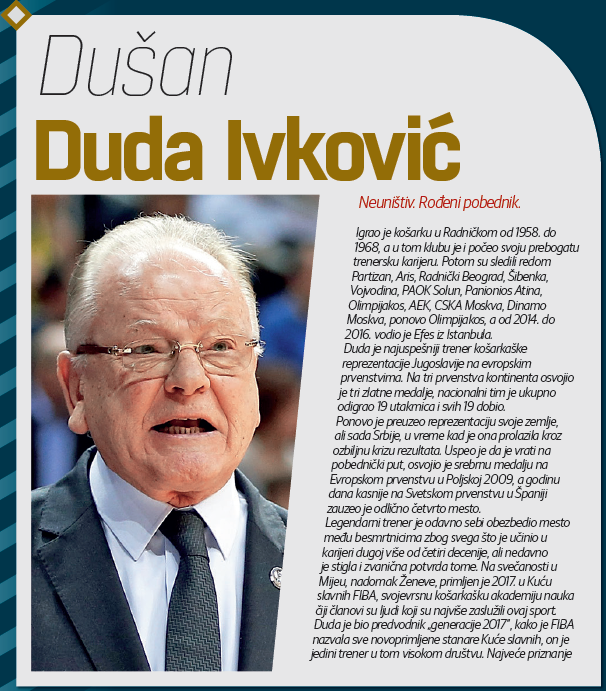 Dušan
Duda Ivković
Neuništiv. Rođeni pobednik.
Igrao je košarku u Radničkom od 1958. do
1968, a u tom klubu je i počeo svoju prebogatu
trenersku karijeru. Potom su sledili redom
Partizan, Aris, Radnički Beograd, Šibenka,
Vojvodina, PAOK Solun, Panionios Atina,
Olimpijakos, AEK, CSKA Moskva, Dinamo
Moskva, ponovo Olimpijakos, a od 2014. do
2016. vodio je Efes iz Istanbula.
Duda je najuspešniji trener košarkaške
reprezentacije Jugoslavije na evropskim
prvenstvima. Na tri prvenstva kontinenta osvojio
je tri zlatne medalje, nacionalni tim je ukupno
odigrao 19 utakmica i svih 19 dobio.
Ponovo je preuzeo reprezentaciju svoje zemlje,
ali sada Srbije, u vreme kad je ona prolazila kroz
ozbiljnu krizu rezultata. Uspeo je da je vrati na
pobednički put, osvojio je srebrnu medalju na
Evropskom prvenstvu u Poljskoj 2009, a godinu
dana kasnije na Svetskom prvenstvu u Španiji
zauzeo je odlično četvrto mesto.
Legendarni trener je odavno sebi obezbedio mesto
među besmrtnicima zbog svega što je učinio u
karijeri dugoj više od četiri decenije, ali nedavno
je stigla i zvanična potvrda tome. Na svečanosti u
Mijeu, nadomak Ženeve, primljen je 2017. u Kuću
slavnih FIBA, svojevrsnu košarkašku akademiju nauka
čiji članovi su ljudi koji su najviše zaslužili ovaj sport.
Duda je bio predvodnik „generacije 2017”, kako je FIBA
nazvala sve novoprimljene stanare Kuće slavnih, on je
jedini trener u tom visokom društvu. Najveće priznanje